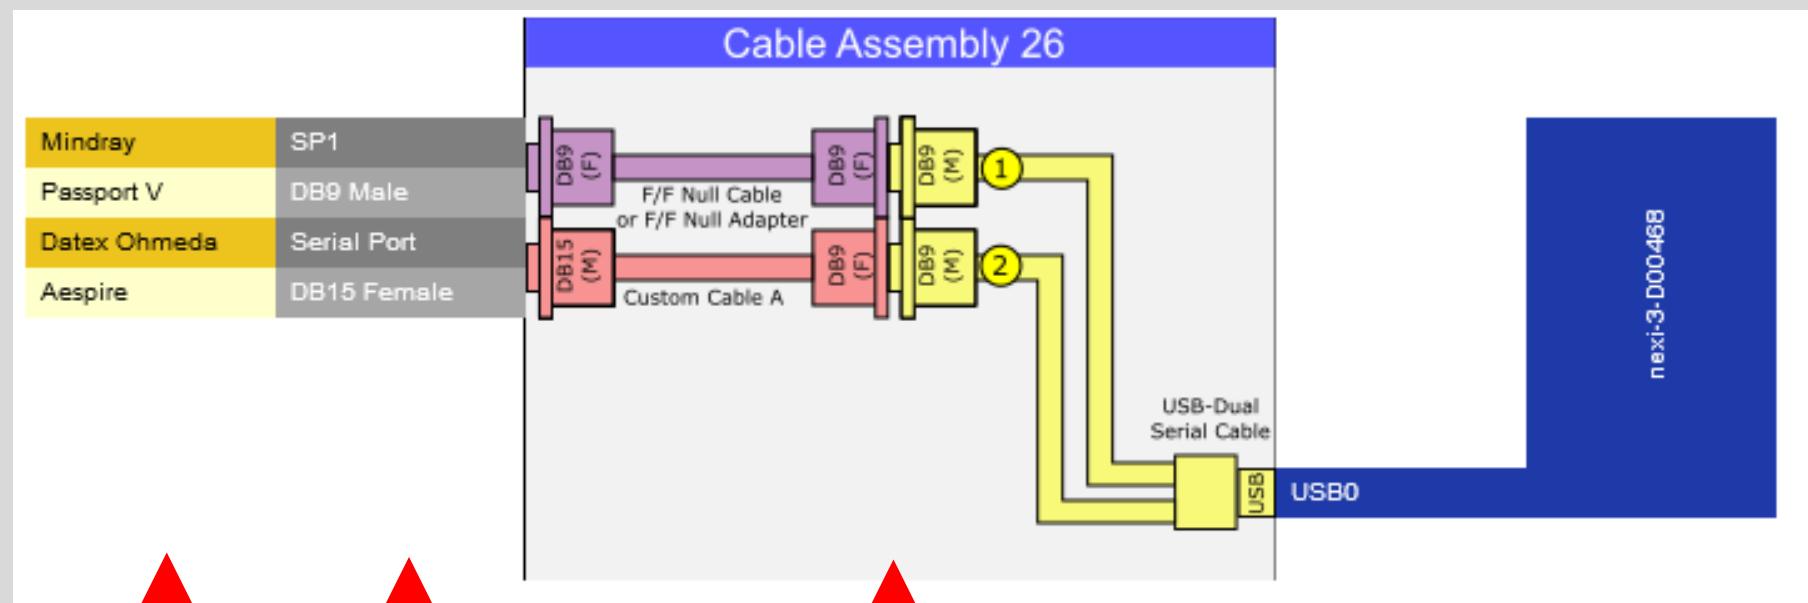 Cable Assembly 26
Mindray
SP1
Passport V
DB9 Male
Datex Ohmeda
Serial Port
Aespire
DB15 Female
DB9
(F)
DB9
(F)
DB9
(M)
1
F/F Null Cable
or F/F Null Adapter
DB15
(M)
DB9
(F)
DB9
(M)
2
Custom Cable A
USB-Dual
Serial Cable
USB
USB0
nexi-3-D00468